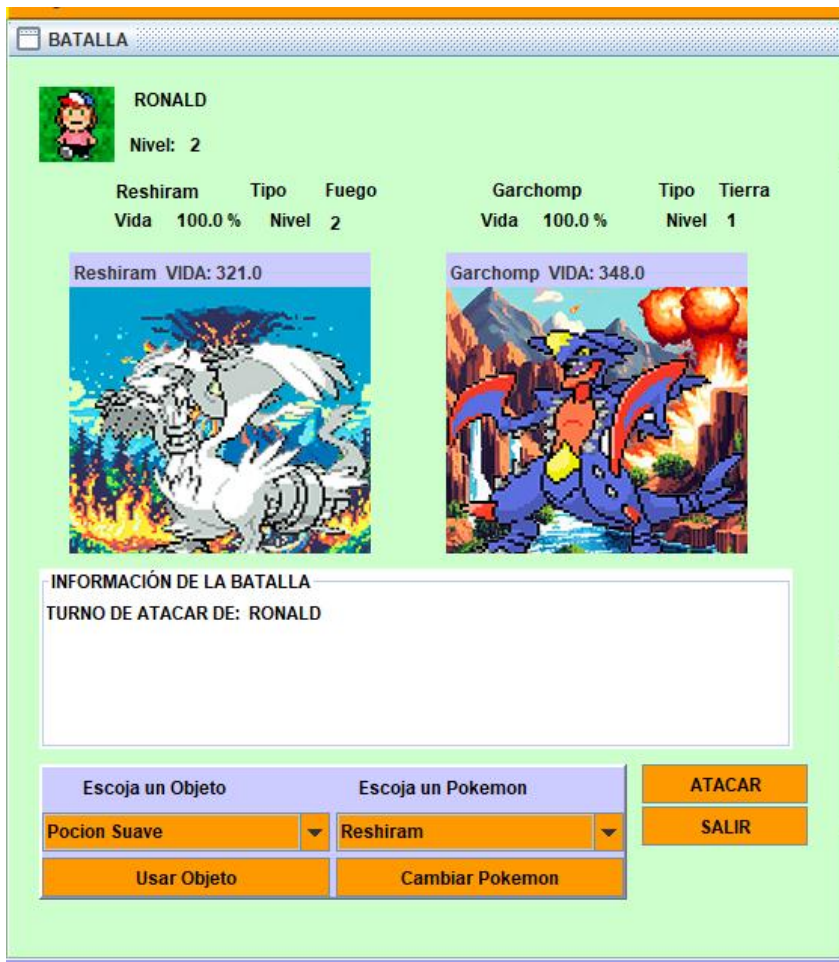 BATALLA
RONALD
Nivel: 2
Reshiram Tipo Fuego Garchomp Tipo Tierra
Vida 100.0 % Nivel 2 Vida 100.0 % Nivel 1
Reshiram VIDA: 321.0 Garchomp VIDA: 348.0
INFORMACIÓN DE LA BATALLA
TURNO DE ATACAR DE: RONALD
Escoja un Objeto Escoja un Pokemon ATACAR
Pocion Suave Reshiram SALIR
Usar Objeto Cambiar Pokemon